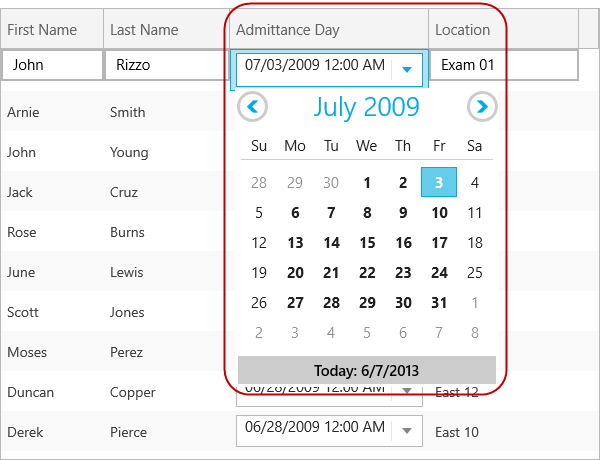 First Name Last Name Admittance Day Location
John Rizzo 07/03/2009 12:00 AM Exam 01
July 2009
Su Mo Tu We Th Fr Sa
28 29 30 1 2 3 4
5 6 7 8 9 10 11
12 13 14 15 16 17 18
19 20 21 22 23 24 25
26 27 28 29 30 31 1
2 3 4 5 6 7 8
Today: 6/7/2013
Arnie Smith
John Young
Jack Cruz
Rose Burns
June Lewis
Scott Jones
Moses Perez
Duncan Copper 06/28/2009 12:00 AM East 12
Derek Pierce 06/28/2009 12:00 AM East 10